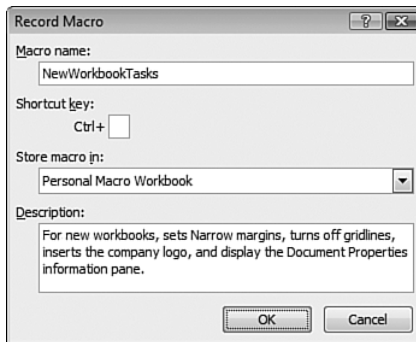 Record Macro
Macro name:
NewWorkbookTasks
Shortcut key:
Ctrl+
Store macro in:
Personal Macro Workbook
Description:
For new workbooks, sets Narrow margins, turns off gridlines,
inserts the company logo, and display the Document Properties
information pane.
OK Cancel